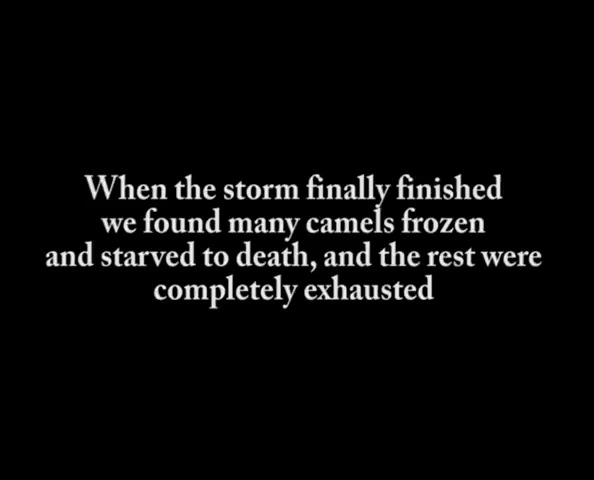 When the storm finally finished
we found many camels frozen
and starved to death, and the rest were
completely exhausted